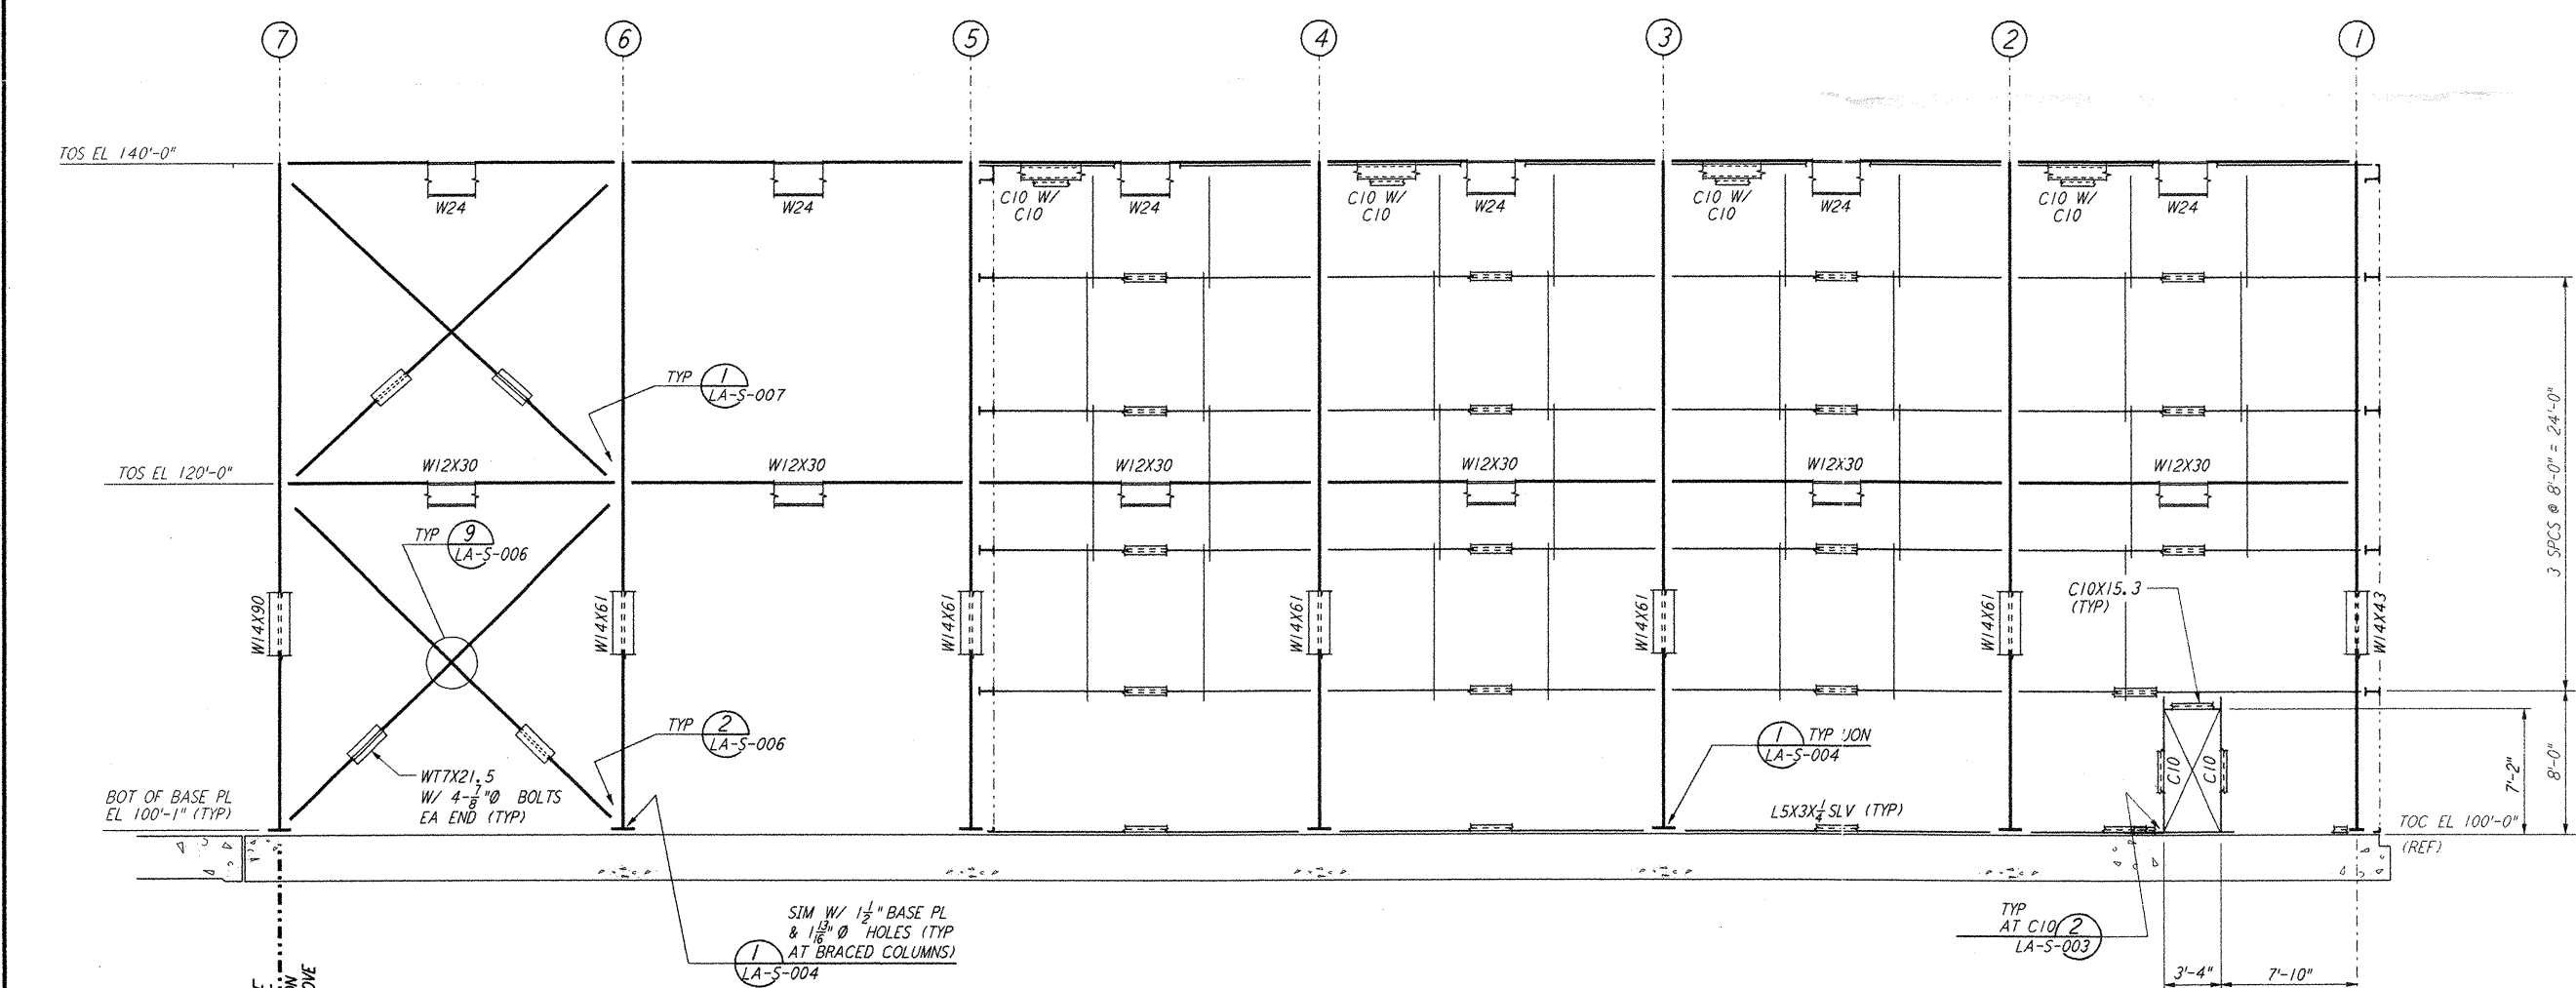 7 6 5 4 3 2 1
TOS EL 140'-0"
W24 W24 C10 W/ C10 W24 C10 W/ C10 W24 C10 W/ C10 W24 C10 W/ C10 W24
TYP 1
LA-S-007
3 SPCS @ 8'-0" = 24'-0"
TOS EL 120'-0"
W12X30 W12X30 W12X30 W12X30 W12X30 W12X30
TYP 9
LA-S-006
W14X90 W14X61 W14X61 W14X61 W14X61 W14X61 W14X43
C10X15.3
(TYP)
TYP 2
LA-S-006
1 TYP
LA-S-004
C10 C10
7'-2"
8'-0"
WT7X21.5
W/ 4-7/8"Ø BOLTS
EA END (TYP)
BOT OF BASE PL
EL 100'-1" (TYP)
L5X3X1/4 SLV (TYP)
TOC EL 100'-0"
(REF)
SIM W/ 1 1/2" BASE PL
& 1 13/16" Ø HOLES (TYP
AT BRACED COLUMNS)
1
LA-S-004
TYP
AT C10 2
LA-S-003
3'-4" 7'-10"